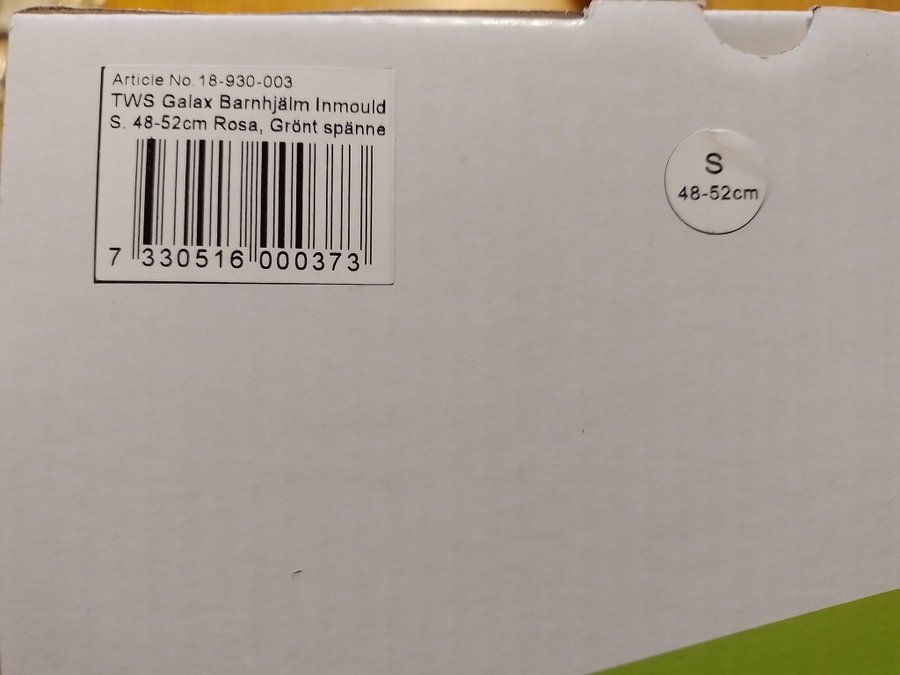 Article No.18-930-003
TWS Galax Barnhjälm Inmould
S. 48-52cm Rosa, Grönt spänne
7 330516 000373
S
48-52cm